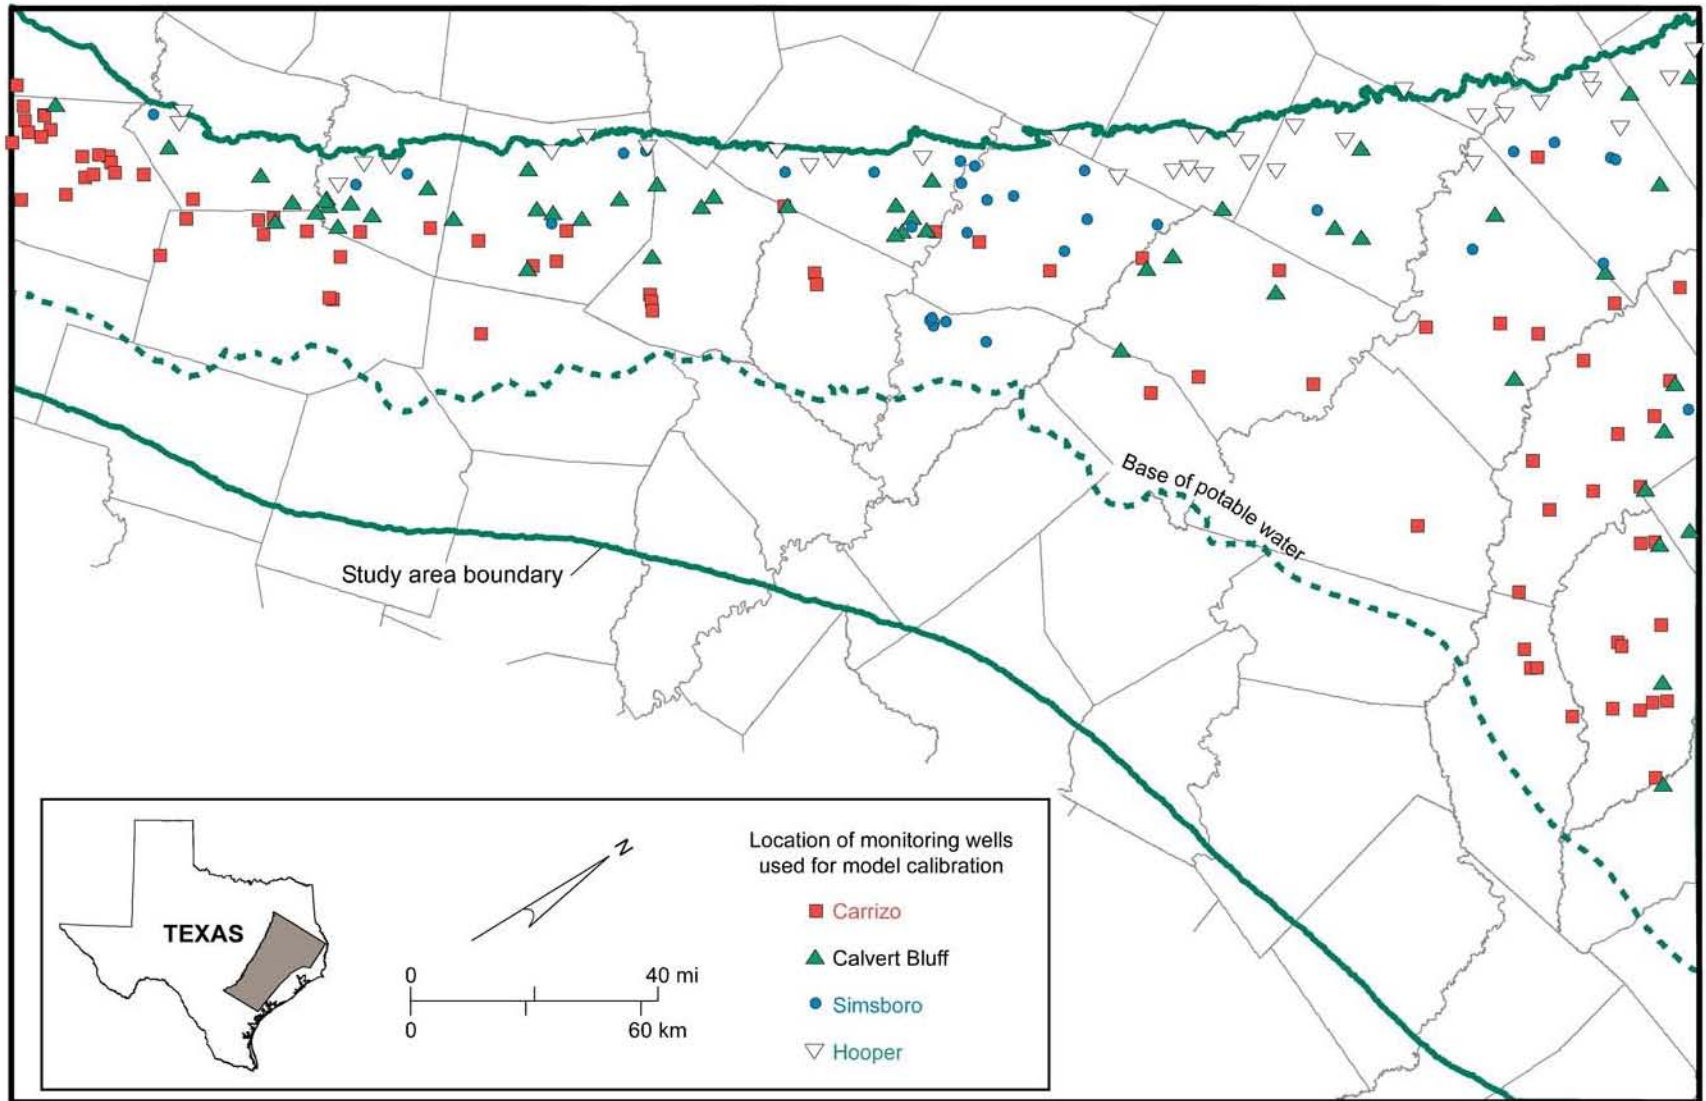 Base of potable water
Study area boundary
TEXAS
N
0
40 mi
0
60 km
Location of monitoring wells
used for model calibration
Carrizo
Calvert Bluff
Simsboro
Hooper